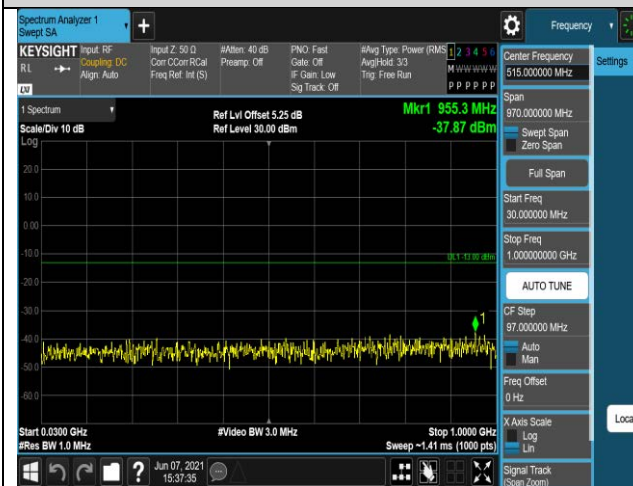 Spectrum Analyzer 1
Swept SA
+
Frequency
KEYSIGHT
RL
LXI
Input: RF
Coupling: DC
Align: Auto
Input Z: 50 Ω
Corr CCorr RCal
Freq Ref: Int (S)
#Atten: 40 dB
Preamp: Off
PNO: Fast
Gate: Off
IF Gain: Low
Sig Track: Off
#Avg Type: Power (RMS
Avg|Hold: 3/3
Trig: Free Run
1 2 3 4 5 6
M W W W W W
P P P P P P
Center Frequency
515.000000 MHz
Settings
Span
970.000000 MHz
Swept Span
Zero Span
Full Span
Start Freq
30.000000 MHz
Stop Freq
1.000000000 GHz
AUTO TUNE
CF Step
97.000000 MHz
Auto
Man
Freq Offset
0 Hz
X Axis Scale
Log
Lin
Signal Track
(Span Zoom)
Loca
1 Spectrum
Scale/Div 10 dB
Log
Ref Lvl Offset 5.25 dB
Ref Level 30.00 dBm
Mkr1 955.3 MHz
-37.87 dBm
20.0
10.0
0.00
-10.0
DL1 -13.00 dBm
-20.0
-30.0
1
-40.0
-50.0
-60.0
Start 0.0300 GHz
#Res BW 1.0 MHz
#Video BW 3.0 MHz
Stop 1.0000 GHz
Sweep ~1.41 ms (1000 pts)
?
Jun 07, 2021
15:37:35